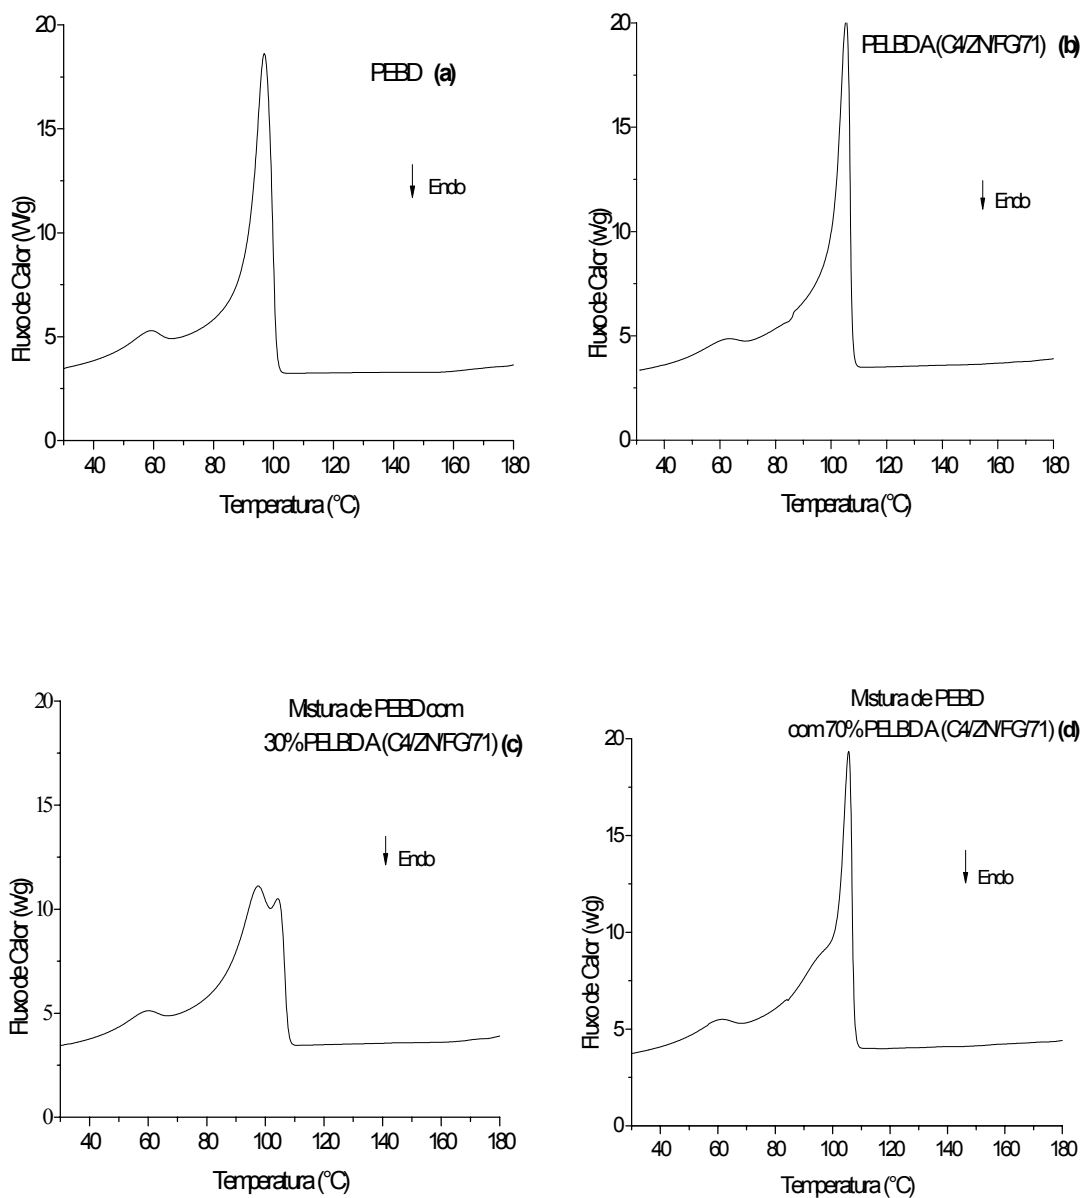 20
15
10
5
0
Fluxo de Calor (W/g)
PEBD (a)
Endo
40 60 80 100 120 140 160 180
Temperatura (°C)
20
15
10
5
0
Fluxo de Calor (w/g)
PELBDA (C4/ZN/FG/71) (b)
Endo
40 60 80 100 120 140 160 180
Temperatura (°C)
Mistura de PEBD com
30% PELBDA (C4/ZN/FG/71) (c)
20
15
10
5
0
Fluxo de Calor (w/g)
Endo
40 60 80 100 120 140 160 180
Temperatura (°C)
Mistura de PEBD
com 70% PELBDA (C4/ZN/FG/71) (d)
20
15
10
5
0
Fluxo de Calor (w/g)
Endo
40 60 80 100 120 140 160 180
Temperatura (°C)